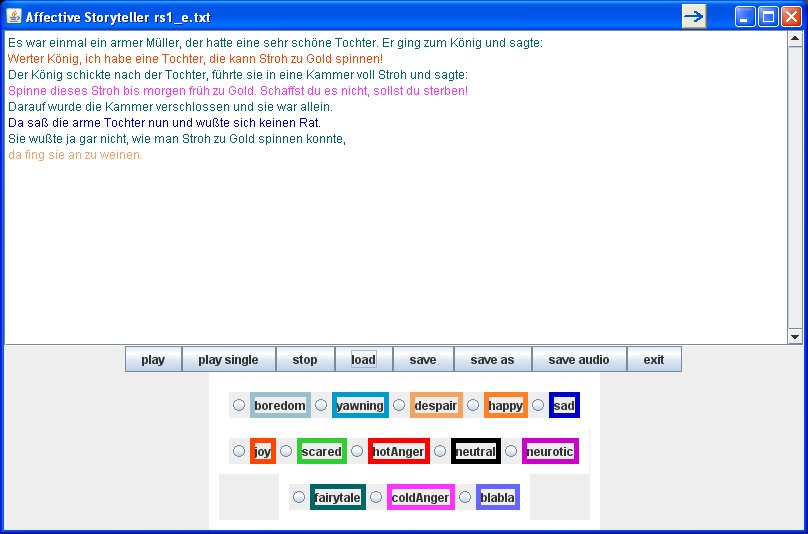 Affective Storyteller rs1_e.txt
Es war einmal ein armer Müller, der hatte eine sehr schöne Tochter. Er ging zum König und sagte:
Werter König, ich habe eine Tochter, die kann Stroh zu Gold spinnen!
Der König schickte nach der Tochter, führte sie in eine Kammer voll Stroh und sagte:
Spinne dieses Stroh bis morgen früh zu Gold. Schaffst du es nicht, sollst du sterben!
Darauf wurde die Kammer verschlossen und sie war allein.
Da saß die arme Tochter nun und wußte sich keinen Rat.
Sie wußte ja gar nicht, wie man Stroh zu Gold spinnen konnte,
da fing sie an zu weinen.
play play single stop load save save as save audio exit
boredom yawning despair happy sad
joy scared hotAnger neutral neurotic
fairytale coldAnger blabla